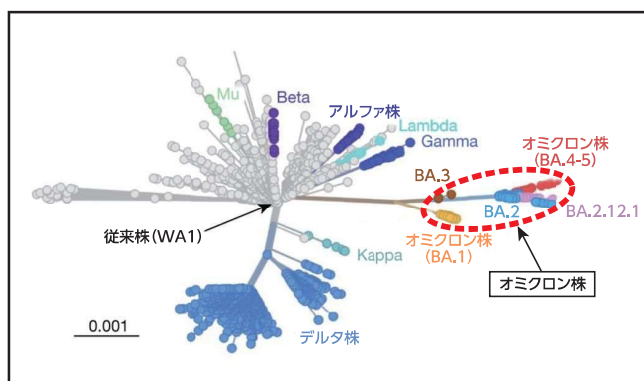 Mu
Beta
アルファ株
Lambda
Gamma
オミクロン株
(BA.4-5)
BA.3
BA.2
BA.2.12.1
従来株(WA1)
オミクロン株
(BA.1)
Kappa
オミクロン株
0.001
デルタ株